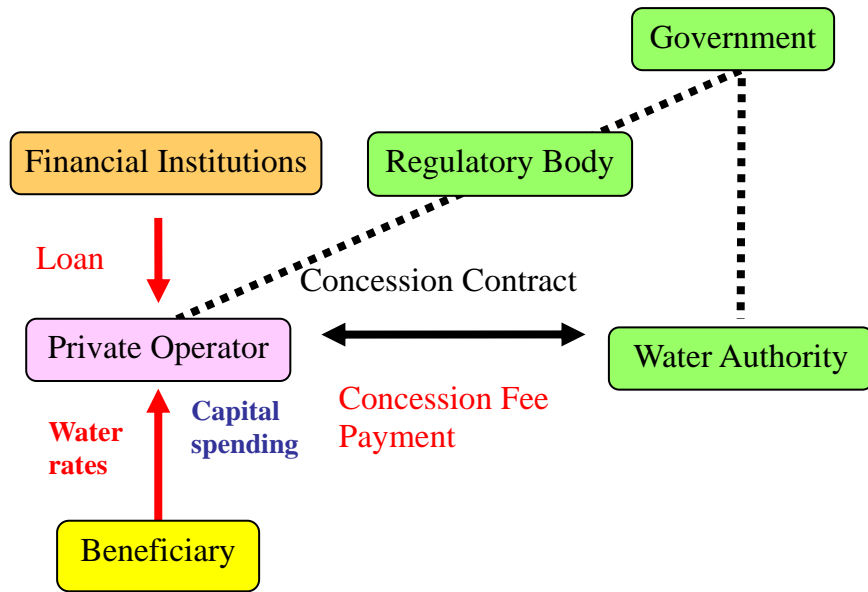 Government
Financial Institutions
Regulatory Body
Loan
Concession Contract
Private Operator
Water Authority
Water
rates
Capital
spending
Concession Fee
Payment
Beneficiary